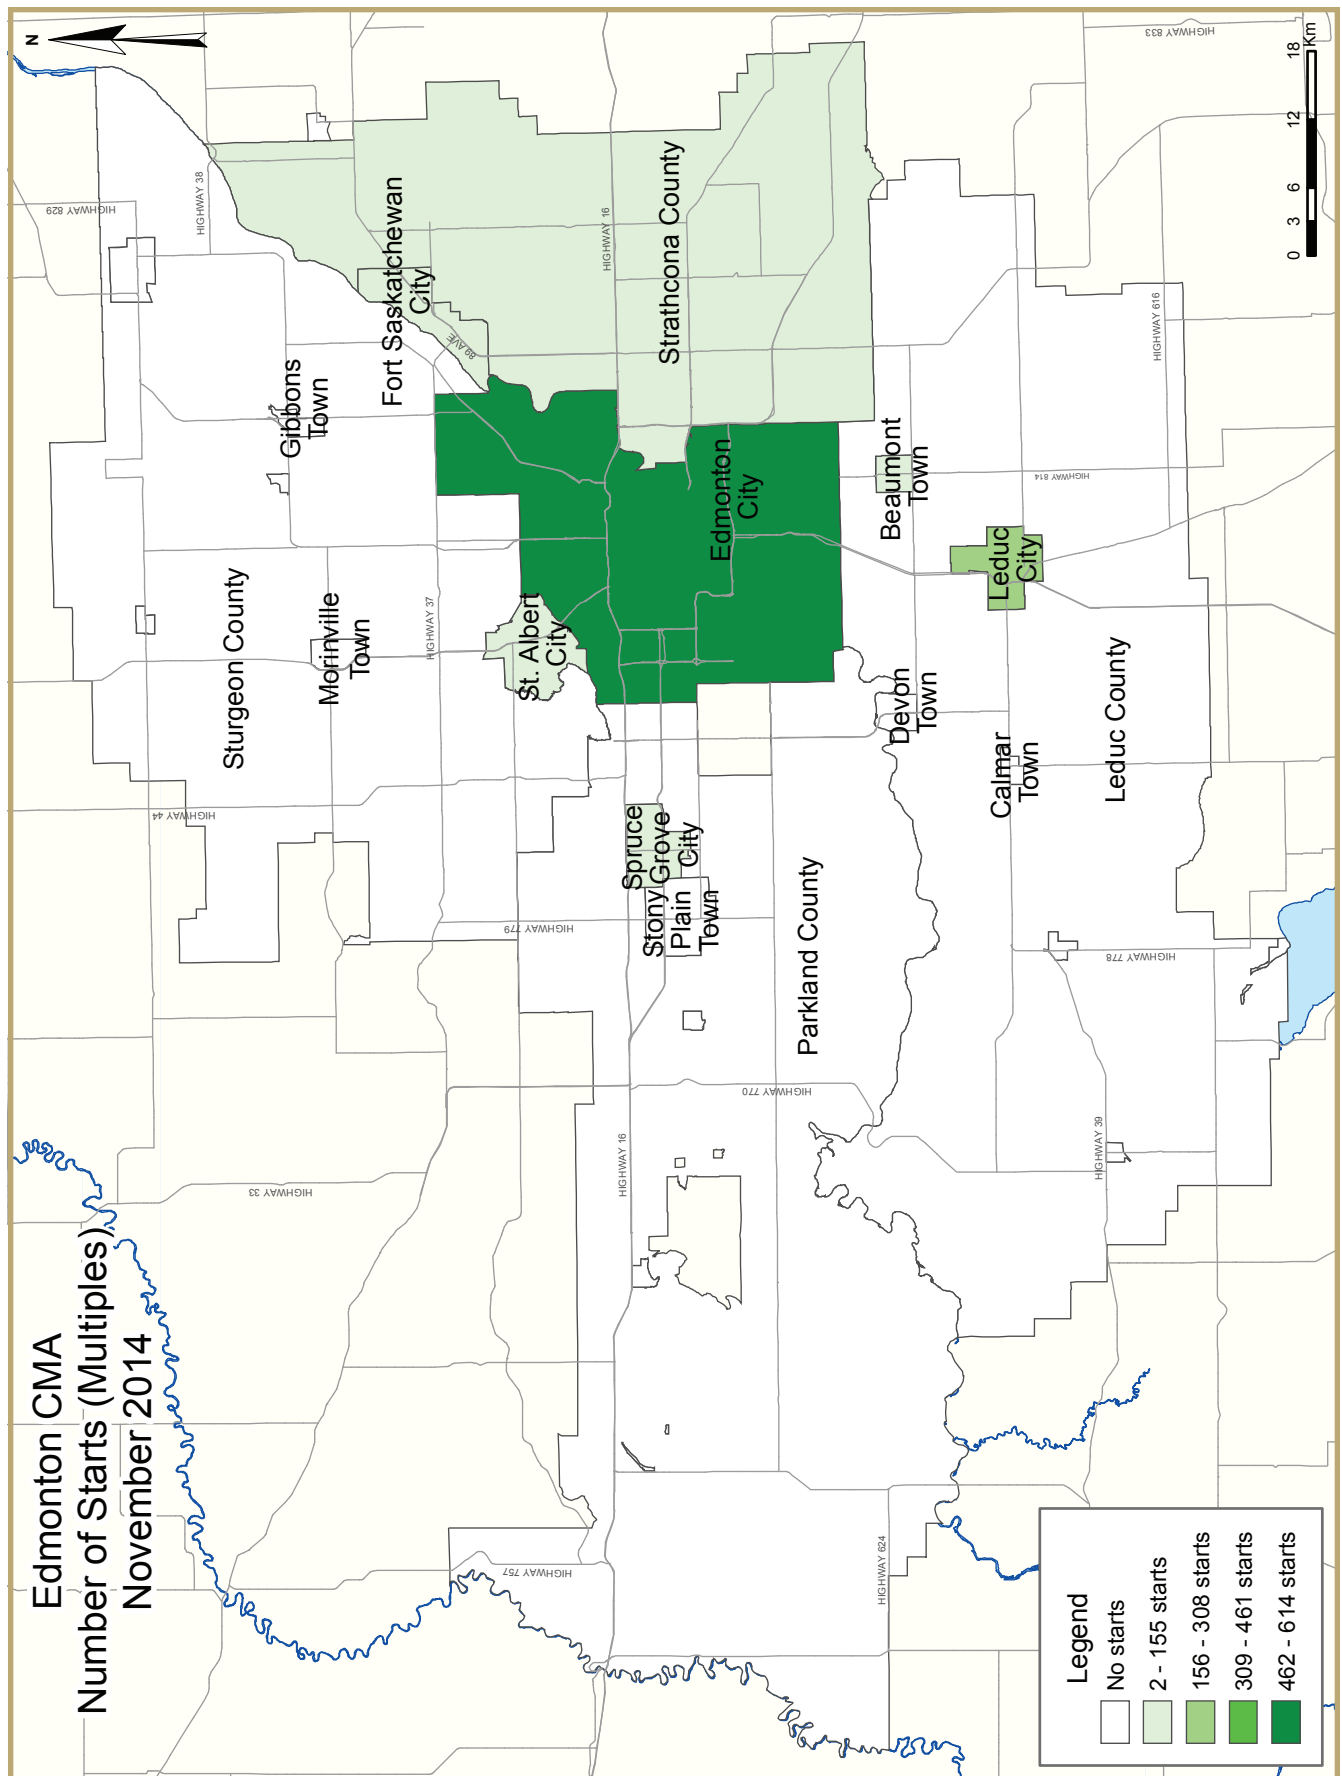 Edmonton CMA
Number of Starts (Multiples)
November 2014
N
HIGHWAY 829
HIGHWAY 38
HIGHWAY 833
HIGHWAY 44
Sturgeon County
Gibbons
Town
Morinville
Town
HIGHWAY 33
Fort Saskatchewan
City
89 AVE
HIGHWAY 37
HIGHWAY 779
St. Albert
City
HIGHWAY 757
HIGHWAY 16
HIGHWAY 16
Strathcona County
Spruce
Grove
City
Stony
Plain
Town
Edmonton
City
HIGHWAY 770
Parkland County
HIGHWAY 624
Beaumont
Town
Devon
Town
Leduc
City
Calmar
Town
HIGHWAY 814
HIGHWAY 39
HIGHWAY 778
Leduc County
HIGHWAY 616
Legend
No starts
2 - 155 starts
156 - 308 starts
309 - 461 starts
462 - 614 starts
0 3 6 12 18
Km